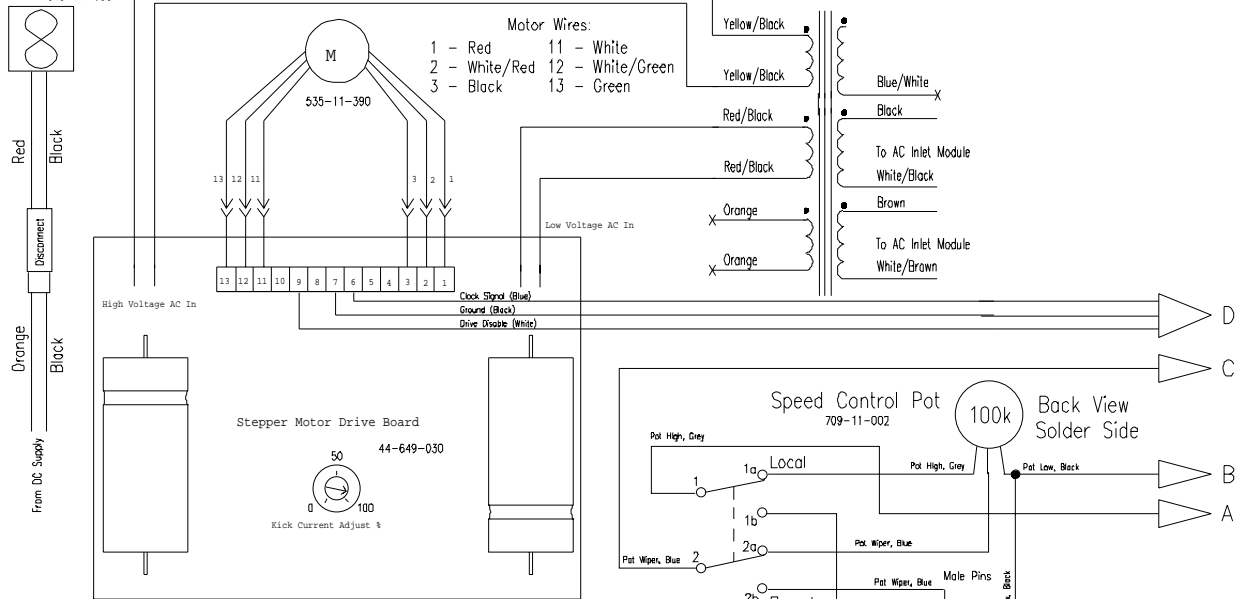 Motor Wires:
1 - Red 11 - White
2 - White/Red 12 - White/Green
3 - Black 13 - Green
M
535-11-390
Yellow/Black
Yellow/Black
Blue/White
Black
Red/Black
To AC Inlet Module
Red/Black
White/Black
Brown
Orange
To AC Inlet Module
Orange
White/Brown
Red
Black
Disconnect
Orange
Black
From DC Supply
13 12 11 3 2 1
Low Voltage AC In
13 12 11 10 9 8 7 6 5 4 3 2 1
High Voltage AC In
Clock Signal (Blue)
Ground (Black)
Drive Disable (White)
D
C
Stepper Motor Drive Board
44-649-030
50
0 100
Kick Current Adjust %
Speed Control Pot
709-11-002
100k
Back View
Solder Side
Pot High, Grey
1a Local
Pot High, Grey
Pot Low, Black
B
1
A
1b
2a
Pot Wiper, Blue
Pot Wiper, Blue 2
Pot Wiper, Blue
Male Pins
2b